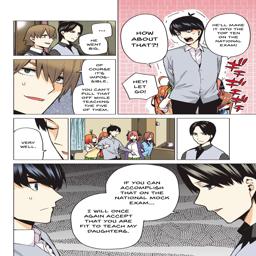 HE'LL MAKE IT
INTO THE
TOP TEN
ON THE
NATIONAL
EXAM!
HOW
ABOUT
THAT?!
HEY!
LET
GO!
...
HE
WENT
BIG.
OF
COURSE
IT'S
IMPOS-
SIBLE.
YOU CAN'T
PULL THAT
OFF WHILE
TEACHING
THE FIVE
OF THEM.
VERY
WELL.
IF YOU CAN
ACCOMPLISH
THAT ON THE
NATIONAL MOCK
EXAM...
I WILL
ONCE
AGAIN ACCEPT
THAT YOU ARE
FIT TO TEACH MY
DAUGHTERS.